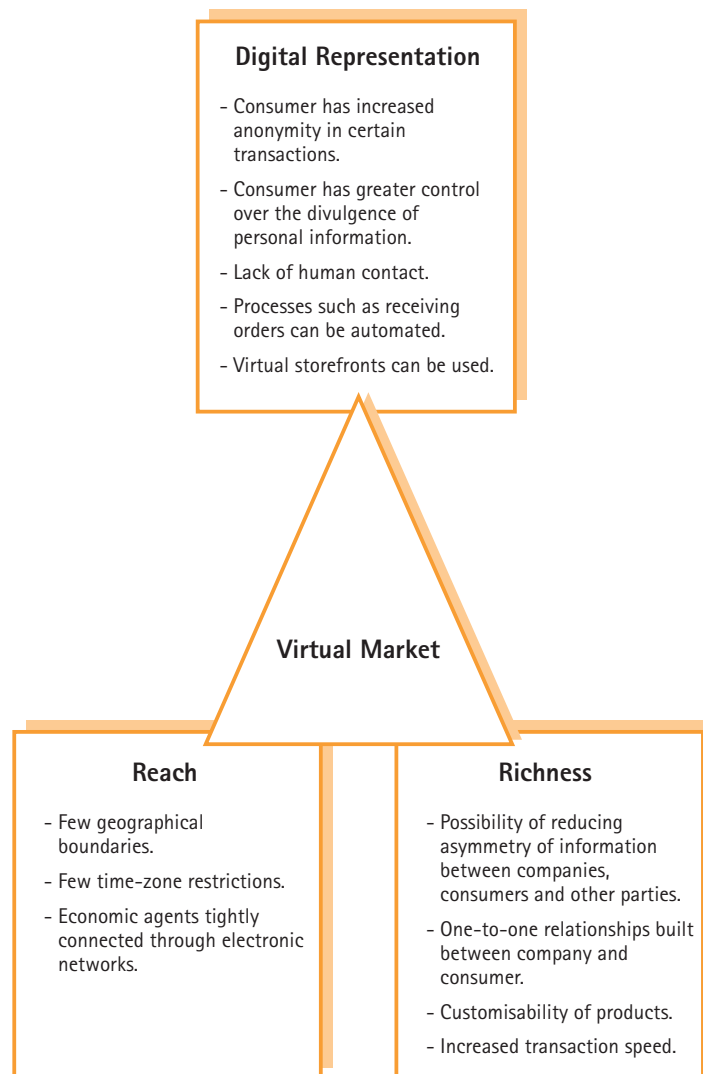 Digital Representation
- Consumer has increased
anonymity in certain
transactions.
- Consumer has greater control
over the divulgence of
personal information.
- Lack of human contact.
- Processes such as receiving
orders can be automated.
- Virtual storefronts can be used.
Virtual Market
Reach
- Few geographical
boundaries.
- Few time-zone restrictions.
- Economic agents tightly
connected through electronic
networks.
Richness
- Possibility of reducing
asymmetry of information
between companies,
consumers and other parties.
- One-to-one relationships built
between company and
consumer.
- Customisability of products.
- Increased transaction speed.